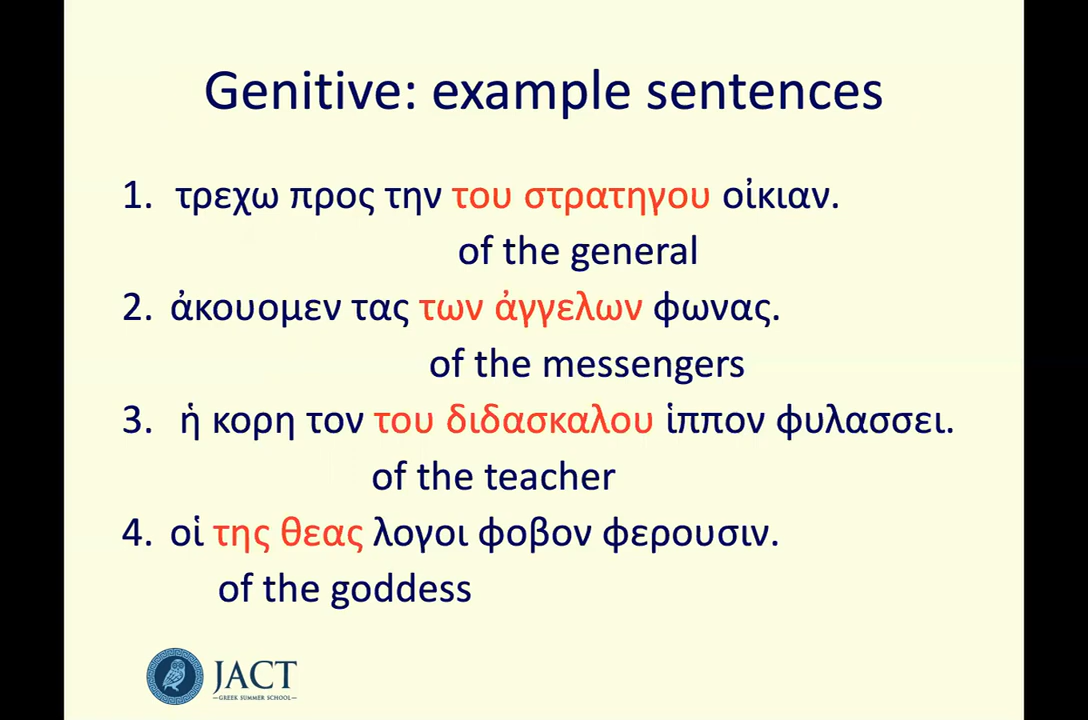 Genitive: example sentences
1. τρεχω προς την του στρατηγου οἰκιαν.
of the general
2. ἀκουομεν τας των ἀγγελων φωνας.
of the messengers
3. ἡ κορη τον του διδασκαλου ἱππον φυλασσει.
of the teacher
4. οἱ της θεας λογοι φοβον φερουσιν.
of the goddess
JACT
—GREEK SUMMER SCHOOL—